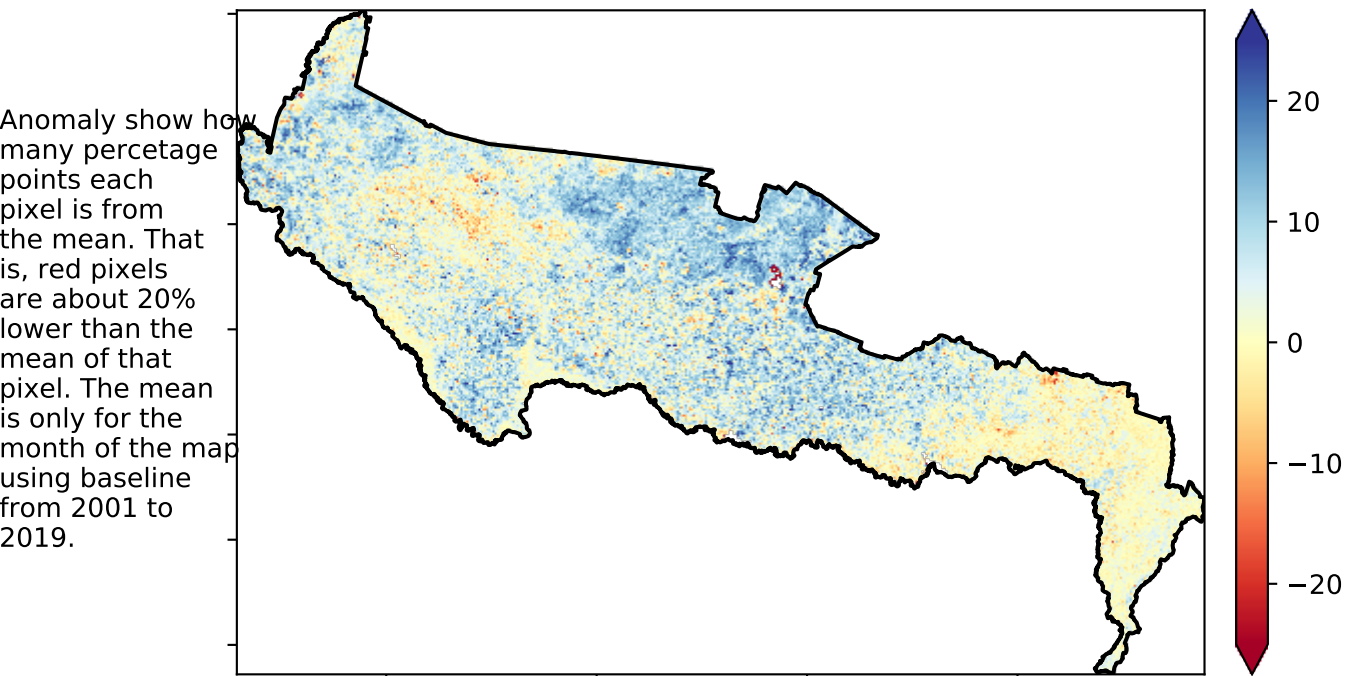 Anomaly show how
many percetage
points each
pixel is from
the mean. That
is, red pixels
are about 20%
lower than the
mean of that
pixel. The mean
is only for the
month of the map
using baseline
from 2001 to
2019.
20
10
0
−10
−20